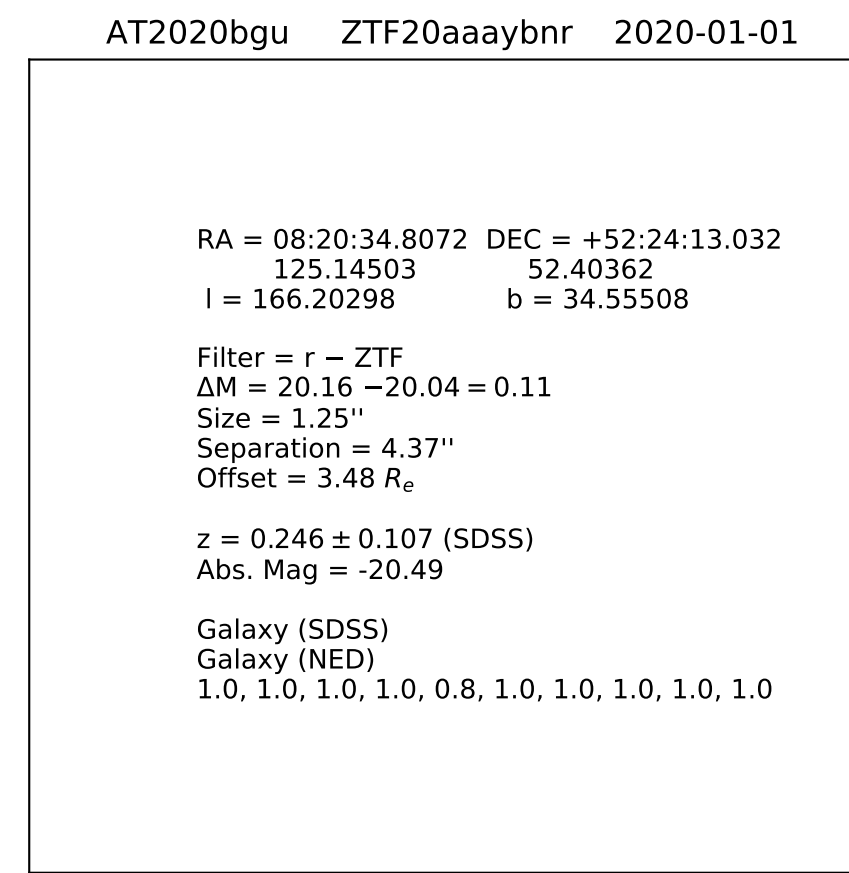 AT2020bgu ZTF20aaaybnr 2020-01-01
RA = 08:20:34.8072 DEC = +52:24:13.032
125.14503 52.40362
l = 166.20298 b = 34.55508
Filter = r − ZTF
ΔM = 20.16 −20.04 = 0.11
Size = 1.25''
Separation = 4.37''
Offset = 3.48 Re
z = 0.246 ± 0.107 (SDSS)
Abs. Mag = -20.49
Galaxy (SDSS)
Galaxy (NED)
1.0, 1.0, 1.0, 1.0, 0.8, 1.0, 1.0, 1.0, 1.0, 1.0